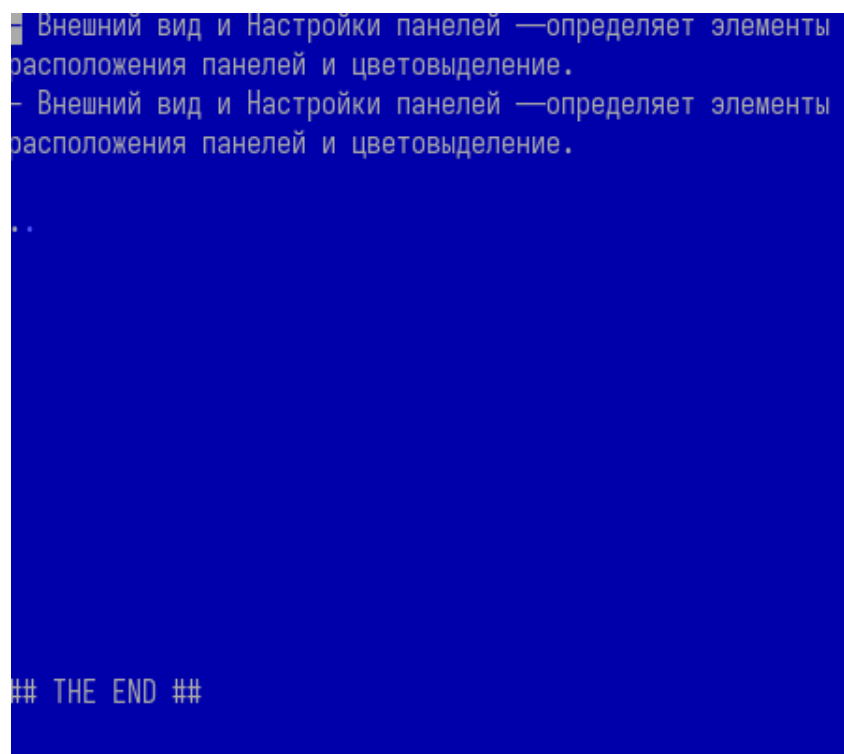 - Внешний вид и Настройки панелей ——определяет элементы
расположения панелей и цветовыделение.
- Внешний вид и Настройки панелей ——определяет элементы
расположения панелей и цветовыделение.
..
## THE END ##